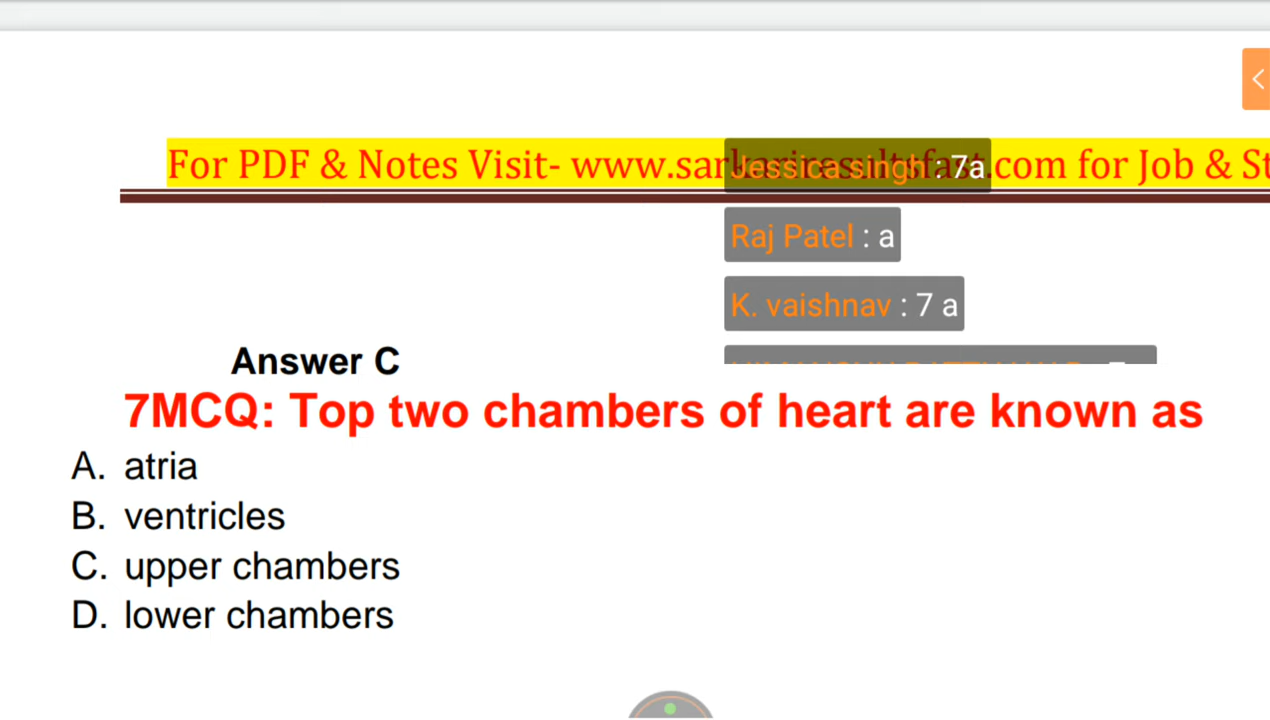 For PDF & Notes Visit- www.sarkariresultsfast.com for Job & St
Jessica singh : 7a
Raj Patel : a
K. vaishnav : 7 a
Answer C
7MCQ: Top two chambers of heart are known as
A. atria
B. ventricles
C. upper chambers
D. lower chambers